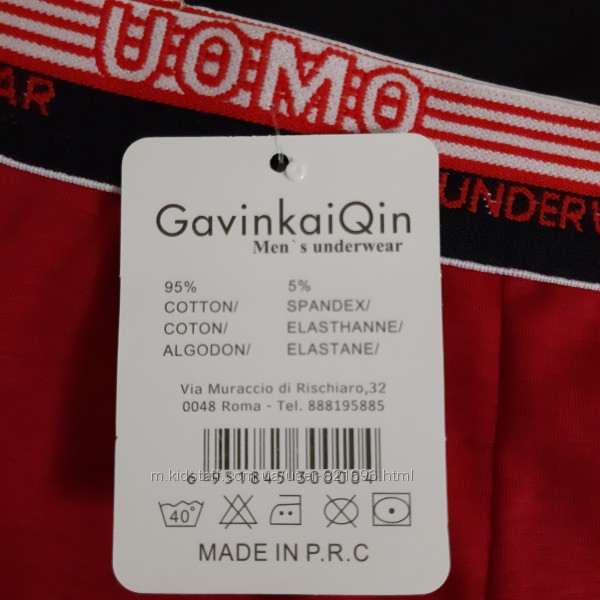 UOMO
AR
UNDERW
GavinkaiQin
Men`s underwear
95% 5%
COTTON/ SPANDEX/
COTON/ ELASTHANNE/
ALGODON/ ELASTANE/
Via Muraccio di Rischiaro,32
0048 Roma - Tel. 888195885
40°
MADE IN P.R.C